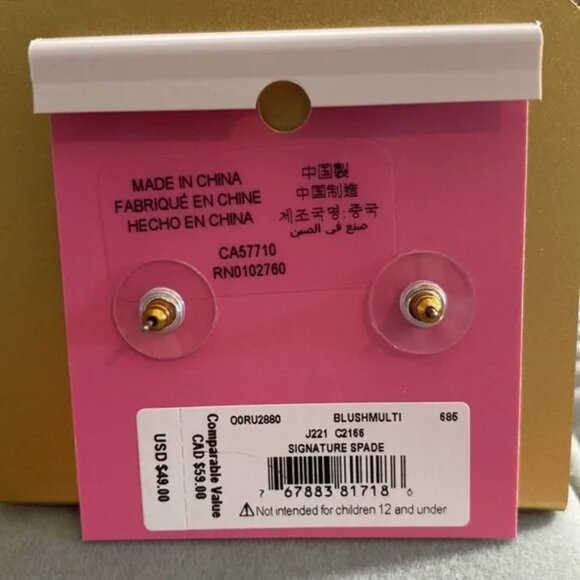 MADE IN CHINA
FABRIQUÉ EN CHINE
HECHO EN CHINA
中国製
中国制造
제조국명:중국
صنع في الصين
CA57710
RN0102760
USD $49.00
Comparable Value
CAD $59.00
O0RU2880 BLUSHMULTI 685
J221 C2166
SIGNATURE SPADE
7 67883 81718 6
⚠Not intended for children 12 and under